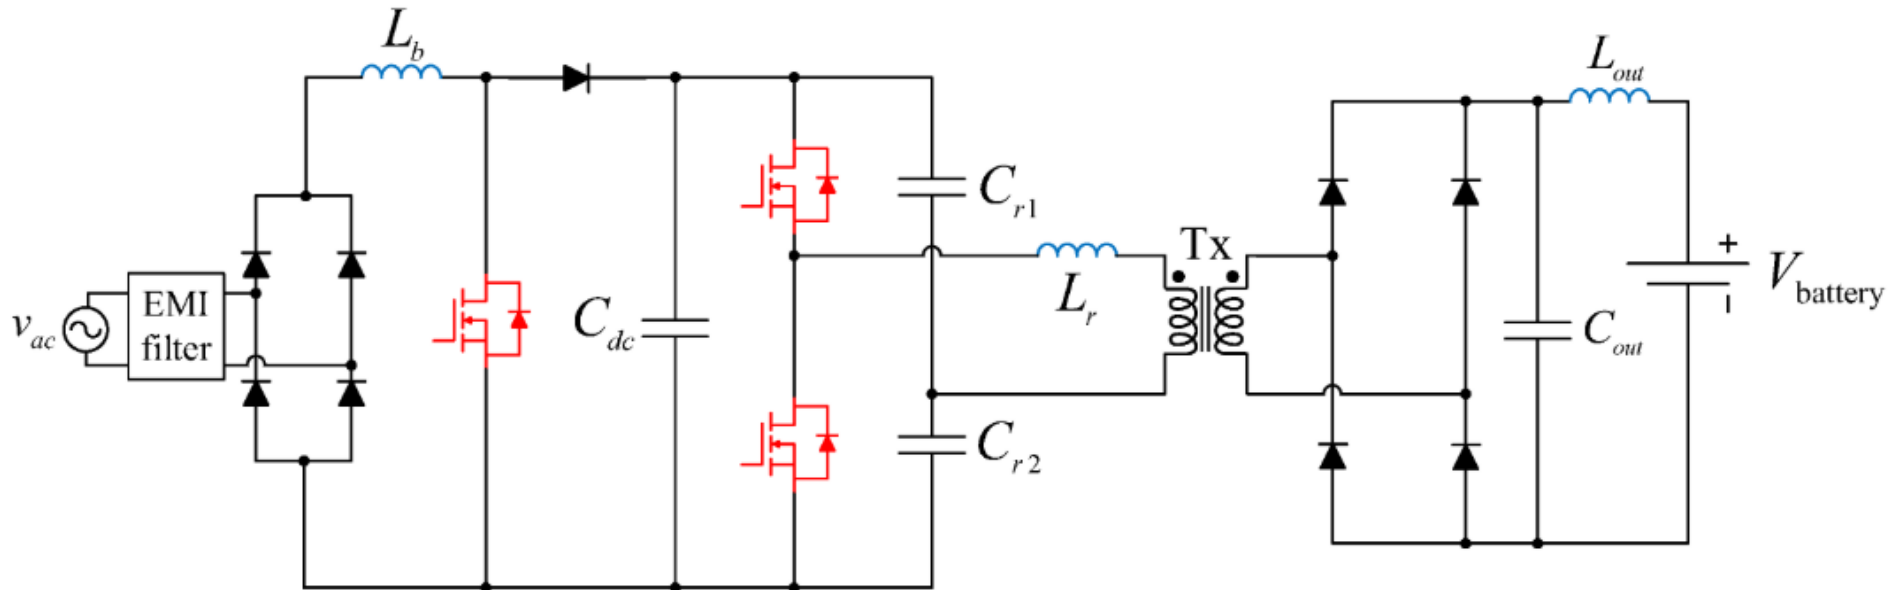 L_b
L_out
C_r1
Tx
+
EMI
filter
v_ac
L_r
V_battery
C_dc
C_out
C_r2